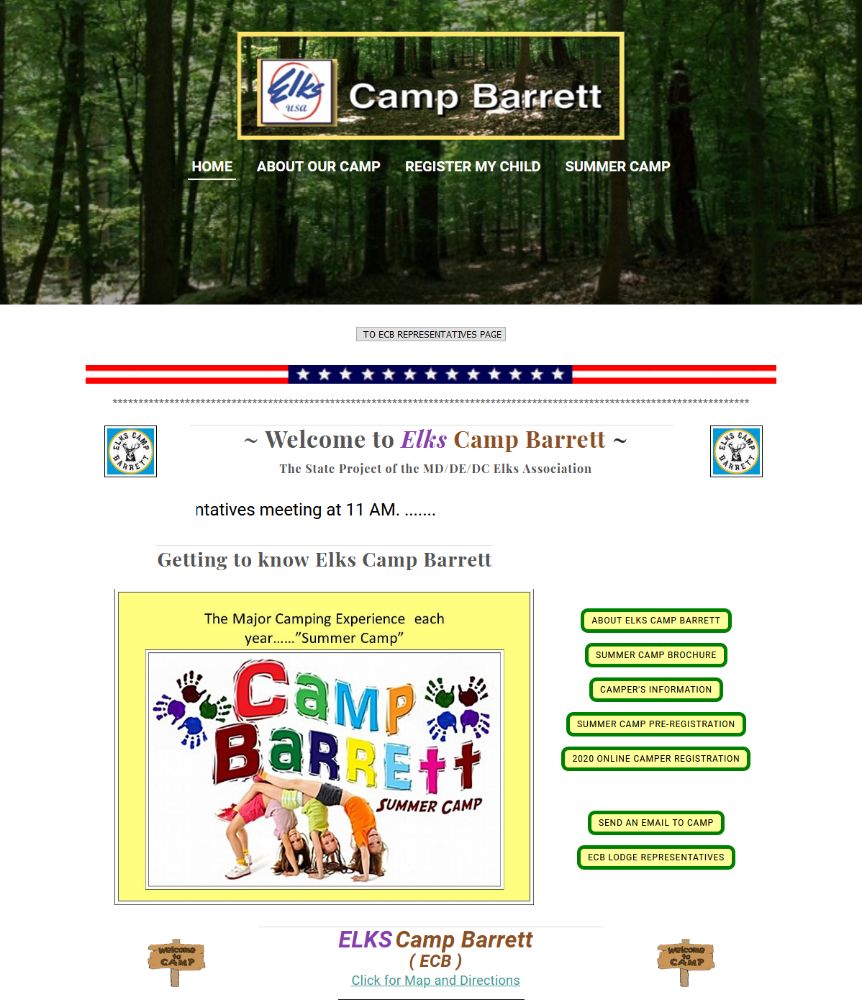 Elks
usa
Camp Barrett
HOME ABOUT OUR CAMP REGISTER MY CHILD SUMMER CAMP
TO ECB REPRESENTATIVES PAGE
****************************************************************************************************************************
ELKS CAMP
BARRETT
~ Welcome to Elks Camp Barrett ~
The State Project of the MD/DE/DC Elks Association
ELKS CAMP
BARRETT
ntatives meeting at 11 AM. .......
Getting to know Elks Camp Barrett
The Major Camping Experience each
year......”Summer Camp”
Camp
Barrett
Summer Camp
ABOUT ELKS CAMP BARRETT
SUMMER CAMP BROCHURE
CAMPER'S INFORMATION
SUMMER CAMP PRE-REGISTRATION
2020 ONLINE CAMPER REGISTRATION
SEND AN EMAIL TO CAMP
ECB LODGE REPRESENTATIVES
Welcome
to
CAMP
ELKS Camp Barrett
( ECB )
Click for Map and Directions
Welcome
to
CAMP